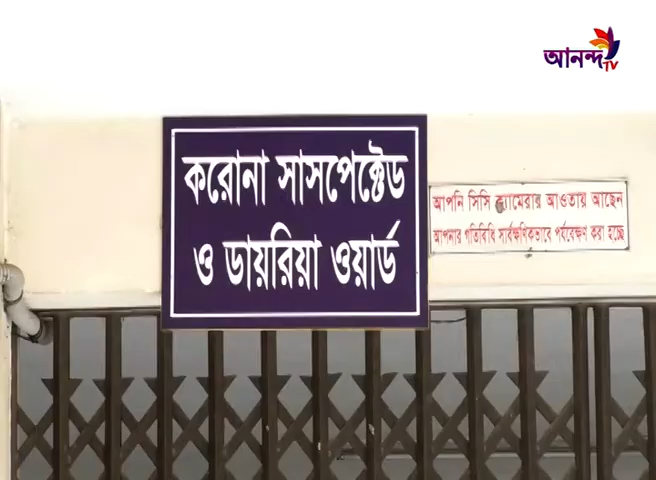 আনন্দ TV
করোনা সাসপেক্টেড
ও ডায়রিয়া ওয়ার্ড
আপনি সিসি ক্যামেরার আওতায় আছেন
আপনার গতিবিধি সার্বক্ষণিকভাবে পর্যবেক্ষণ করা হচ্ছে